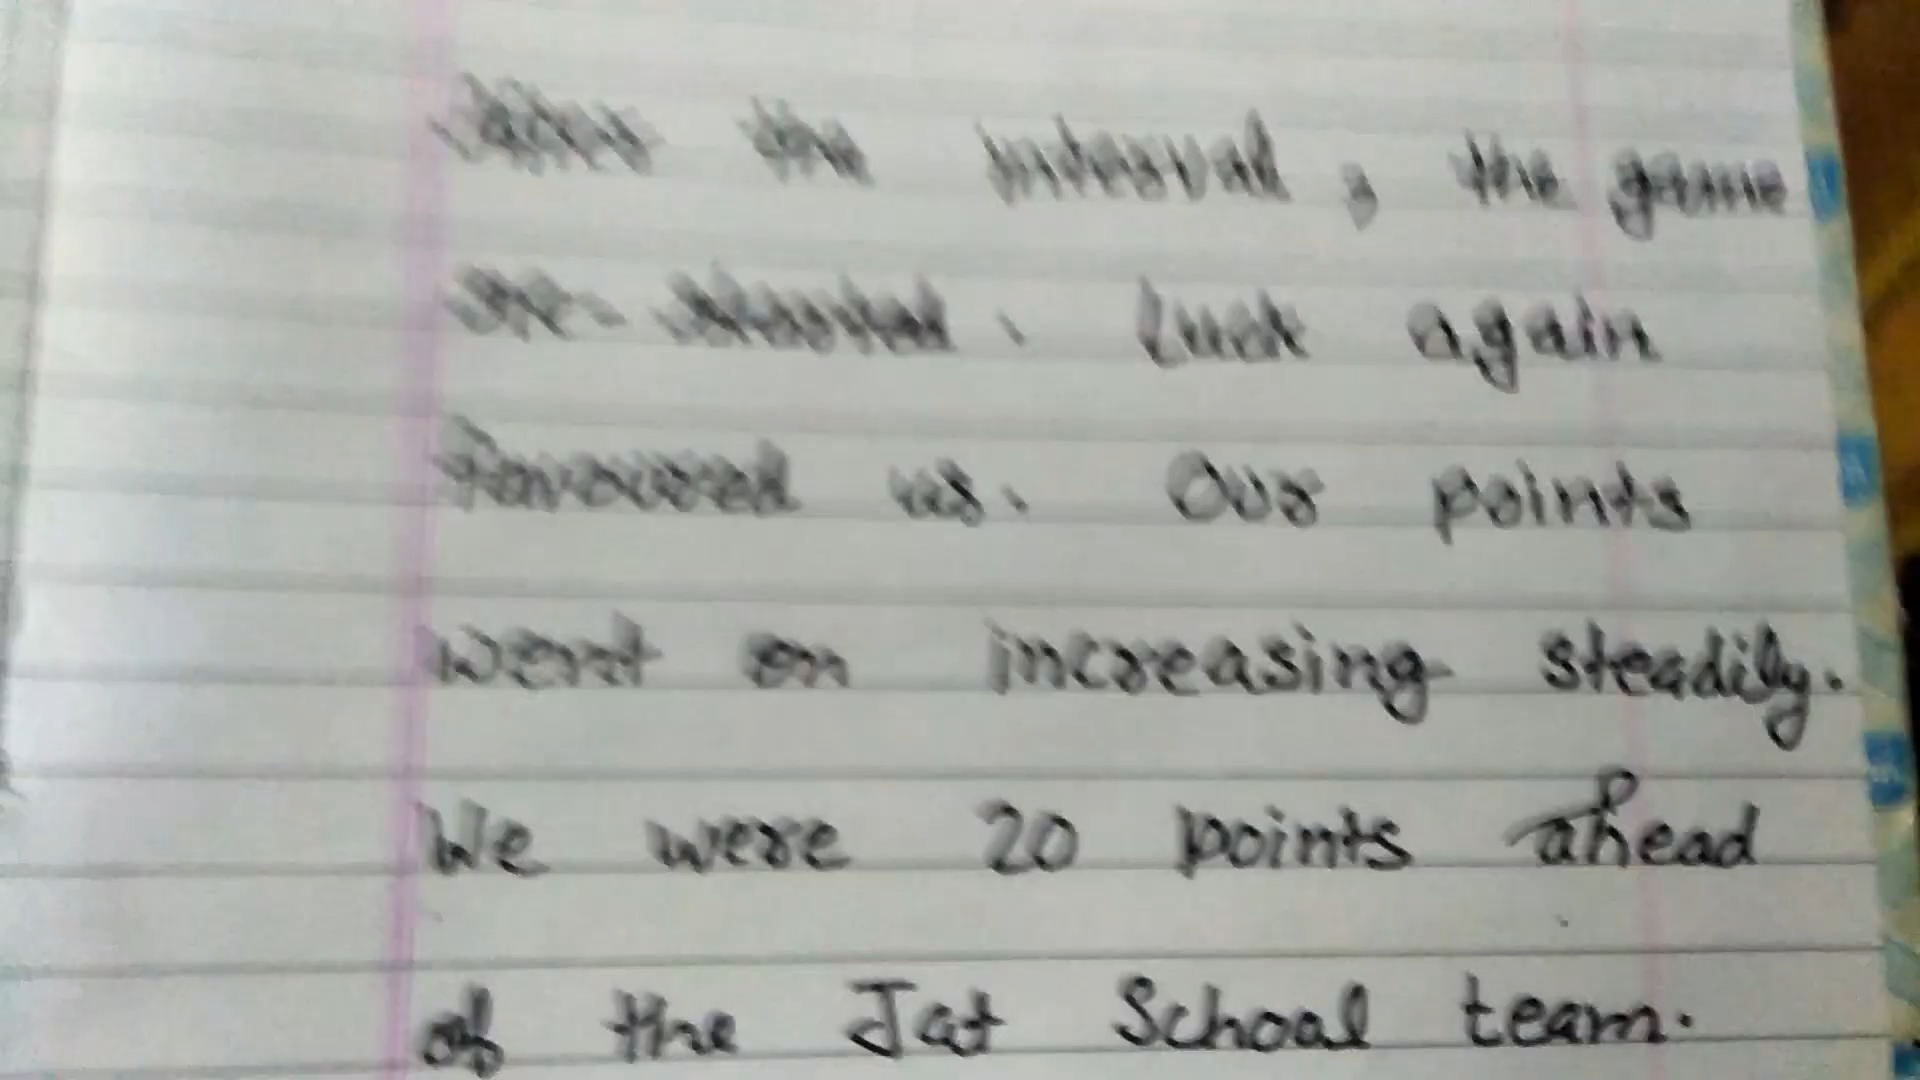 After the interval, the game
re-started. Luck again
Favoured us. Our points
went on increasing steadily.
We were 20 points ahead
of the Jat School team.